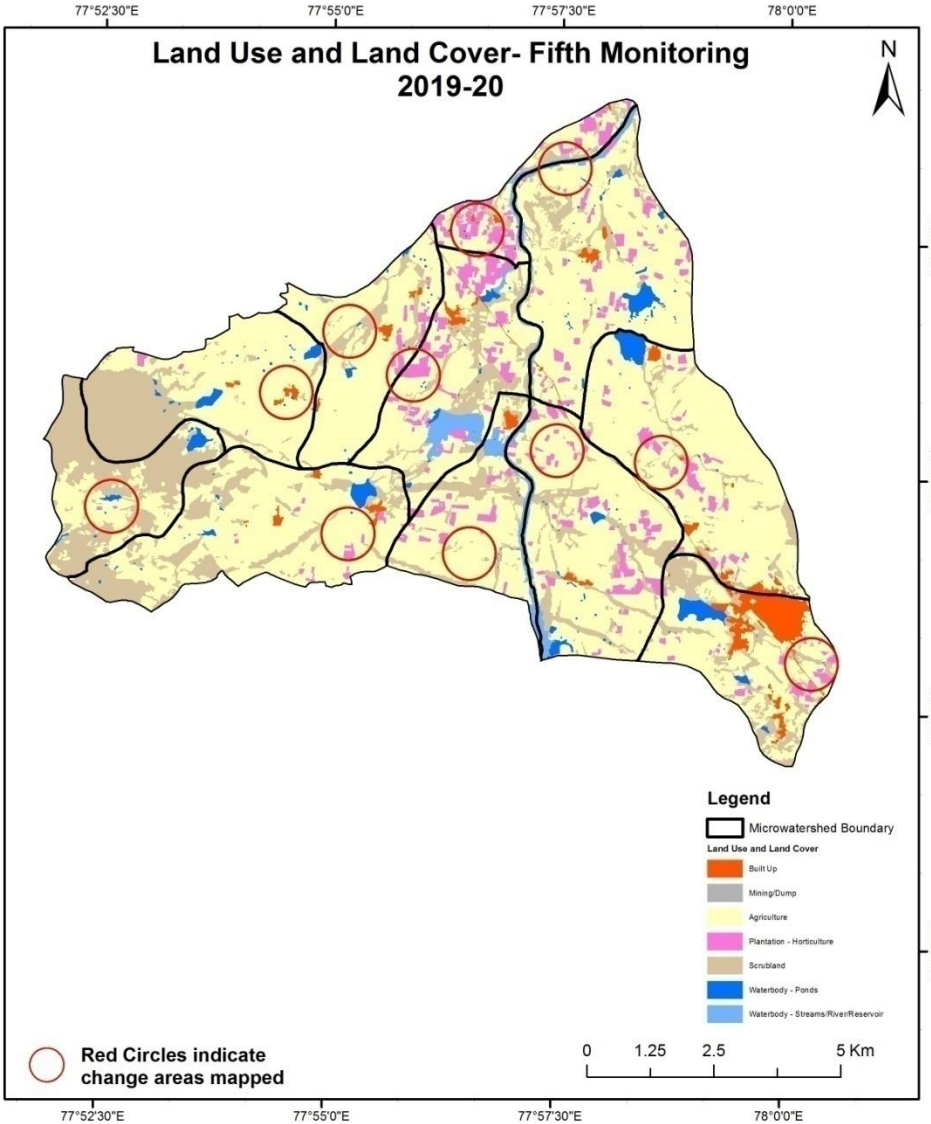 77°52'30"E 77°55'0"E 77°57'30"E 78°0'0"E
Land Use and Land Cover- Fifth Monitoring
2019-20
N
Legend
Microwatershed Boundary
Land Use and Land Cover
Built Up
Mining/Dump
Agriculture
Plantation - Horticulture
Scrubland
Waterbody - Ponds
Waterbody - Streams/River/Reservoir
Red Circles indicate
change areas mapped
0 1.25 2.5 5 Km
77°52'30"E 77°55'0"E 77°57'30"E 78°0'0"E